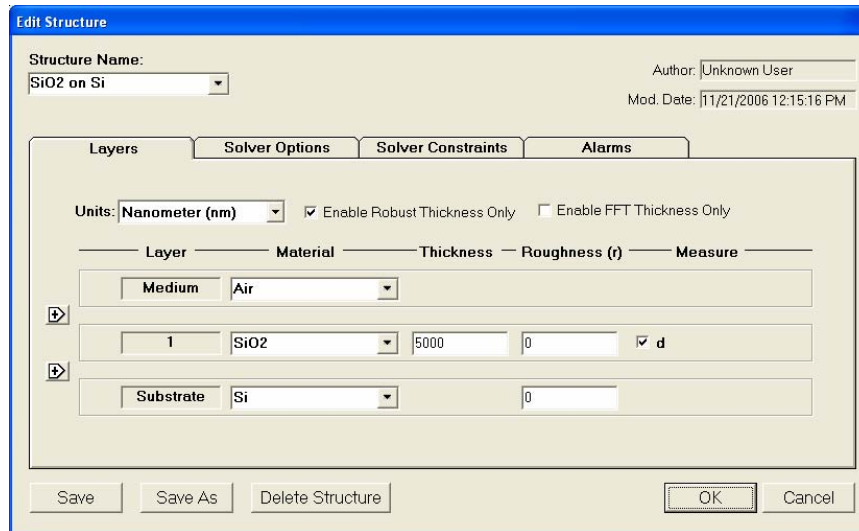 Edit Structure
Structure Name:
SiO2 on Si
Author: Unknown User
Mod. Date: 11/21/2006 12:15:16 PM
Layers Solver Options Solver Constraints Alarms
Units: Nanometer (nm) Enable Robust Thickness Only Enable FFT Thickness Only
Layer Material Thickness Roughness (r) Measure
Medium Air
1 SiO2 5000 0 d
Substrate Si 0
Save Save As Delete Structure OK Cancel